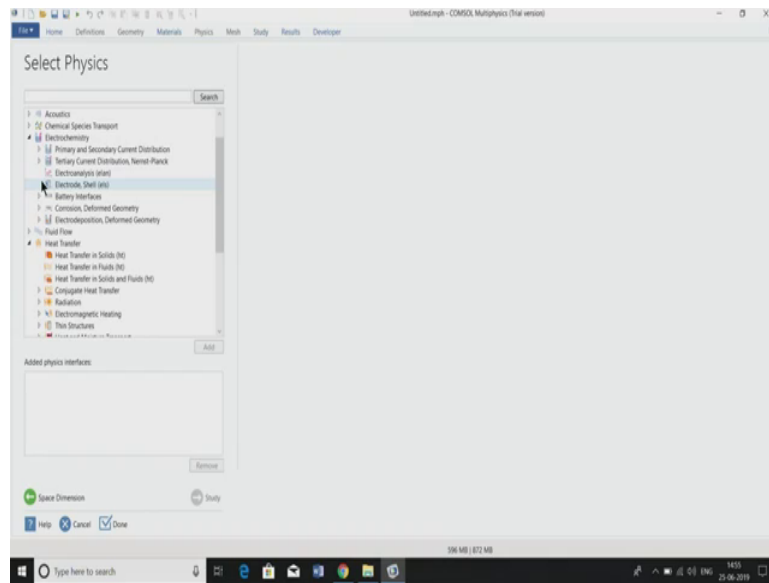 Untitled.mph - COMSOL Multiphysics (Trial version)
File Home Definitions Geometry Materials Physics Mesh Study Results Developer
Select Physics
Search
Acoustics
Chemical Species Transport
Electrochemistry
Primary and Secondary Current Distribution
Tertiary Current Distribution, Nernst-Planck
Electroanalysis (elan)
Electrode, Shell (els)
Battery Interfaces
Corrosion, Deformed Geometry
Electrodeposition, Deformed Geometry
Fluid Flow
Heat Transfer
Heat Transfer in Solids (ht)
Heat Transfer in Fluids (ht)
Heat Transfer in Solids and Fluids (ht)
Conjugate Heat Transfer
Radiation
Electromagnetic Heating
Thin Structures
Add
Added physics interfaces:
Remove
Space Dimension Study
Help Cancel Done
596 MB | 872 MB
Type here to search
ENG
1455
25-06-2019